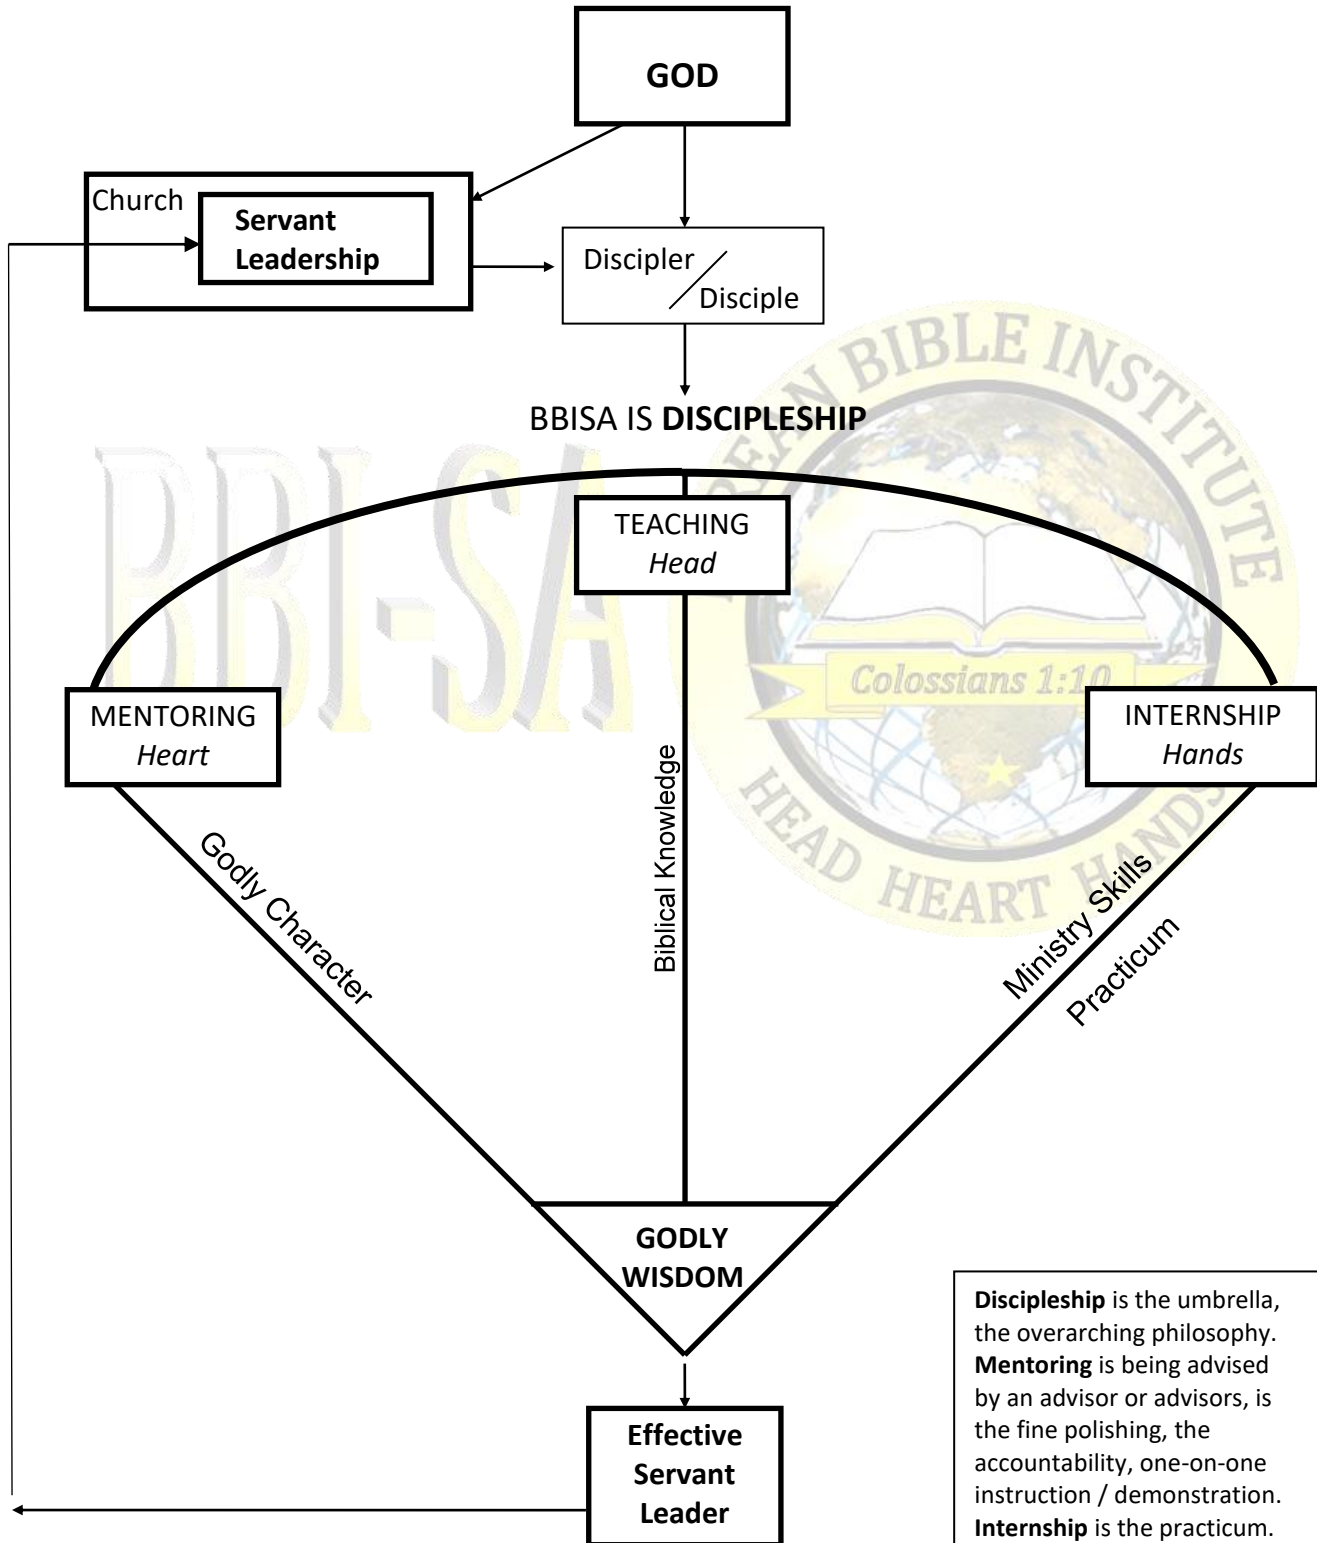 GOD
Church
Servant
Leadership
Discipler
Disciple
BBISA IS DISCIPLESHIP
BBI-SA
REAN BIBLE INSTITUTE
Colossians 1:10
HEAD HEART HANDS
TEACHING
Head
MENTORING
Heart
INTERNSHIP
Hands
Godly Character
Biblical Knowledge
Ministry Skills
Practicum
GODLY
WISDOM
Effective
Servant
Leader
Discipleship is the umbrella,
the overarching philosophy.
Mentoring is being advised
by an advisor or advisors, is
the fine polishing, the
accountability, one-on-one
instruction / demonstration.
Internship is the practicum.